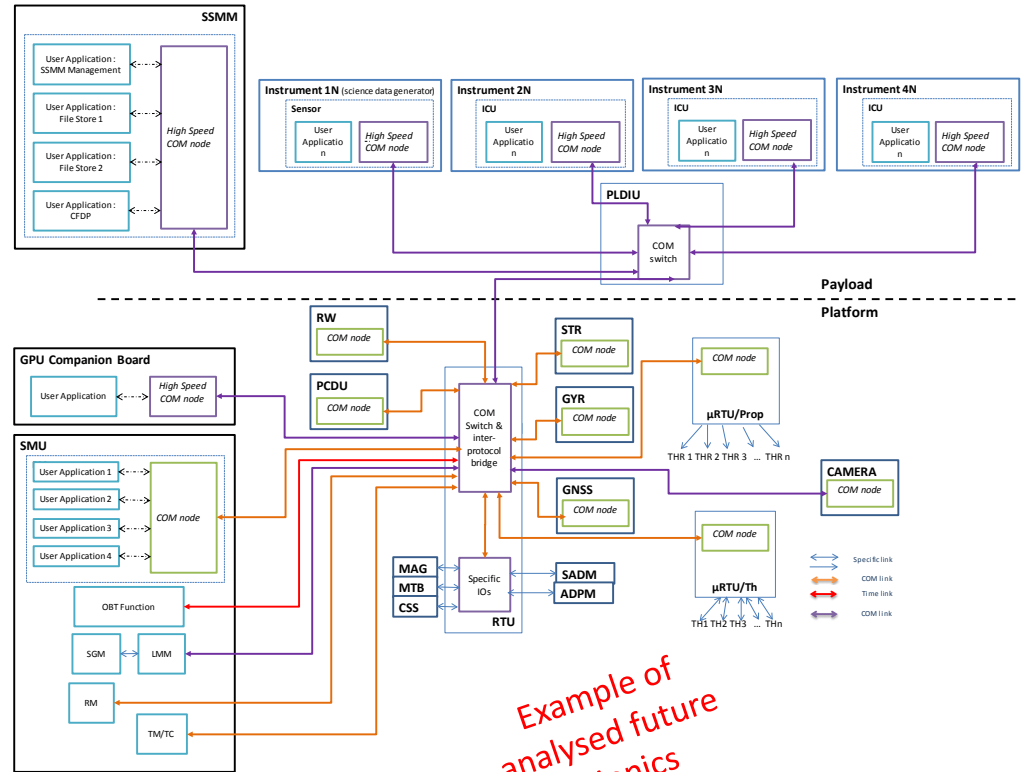 SSMM
User Application :
SSMM Management
User Application :
File Store 1
User Application :
File Store 2
User Application :
CFDP
High Speed
COM node
Instrument 1N (science data generator)
Sensor
User
Applicatio
n
High Speed
COM node
Instrument 2N
ICU
User
Applicatio
n
High Speed
COM node
Instrument 3N
ICU
User
Applicatio
n
High Speed
COM node
Instrument 4N
ICU
User
Applicatio
n
High Speed
COM node
PLDIU
COM
switch
Payload
Platform
RW
COM node
PCDU
COM node
STR
COM node
GYR
COM node
GNSS
COM node
COM
Switch &
inter-
protocol
bridge
Specific
IOs
RTU
MAG
MTB
CSS
SADM
ADPM
COM node
µRTU/Prop
THR 1 THR 2 THR 3 ... THR n
CAMERA
COM node
COM node
µRTU/Th
TH1 TH2 TH3 ... THn
Specific link
COM link
Time link
COM link
GPU Companion Board
User Application
High Speed
COM node
SMU
User Application 1
User Application 2
User Application 3
User Application 4
COM node
OBT Function
SGM
LMM
RM
TM/TC
Example of
analysed future